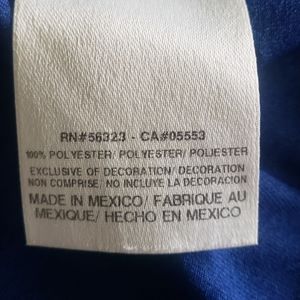 RN#56323 - CA#05553
100% POLYESTER/ POLYESTER/ POLIESTER
EXCLUSIVE OF DECORATION/ DECORATION
NON COMPRISE/ NO INCLUYE LA DECORACION
MADE IN MEXICO/ FABRIQUE AU
MEXIQUE/ HECHO EN MEXICO